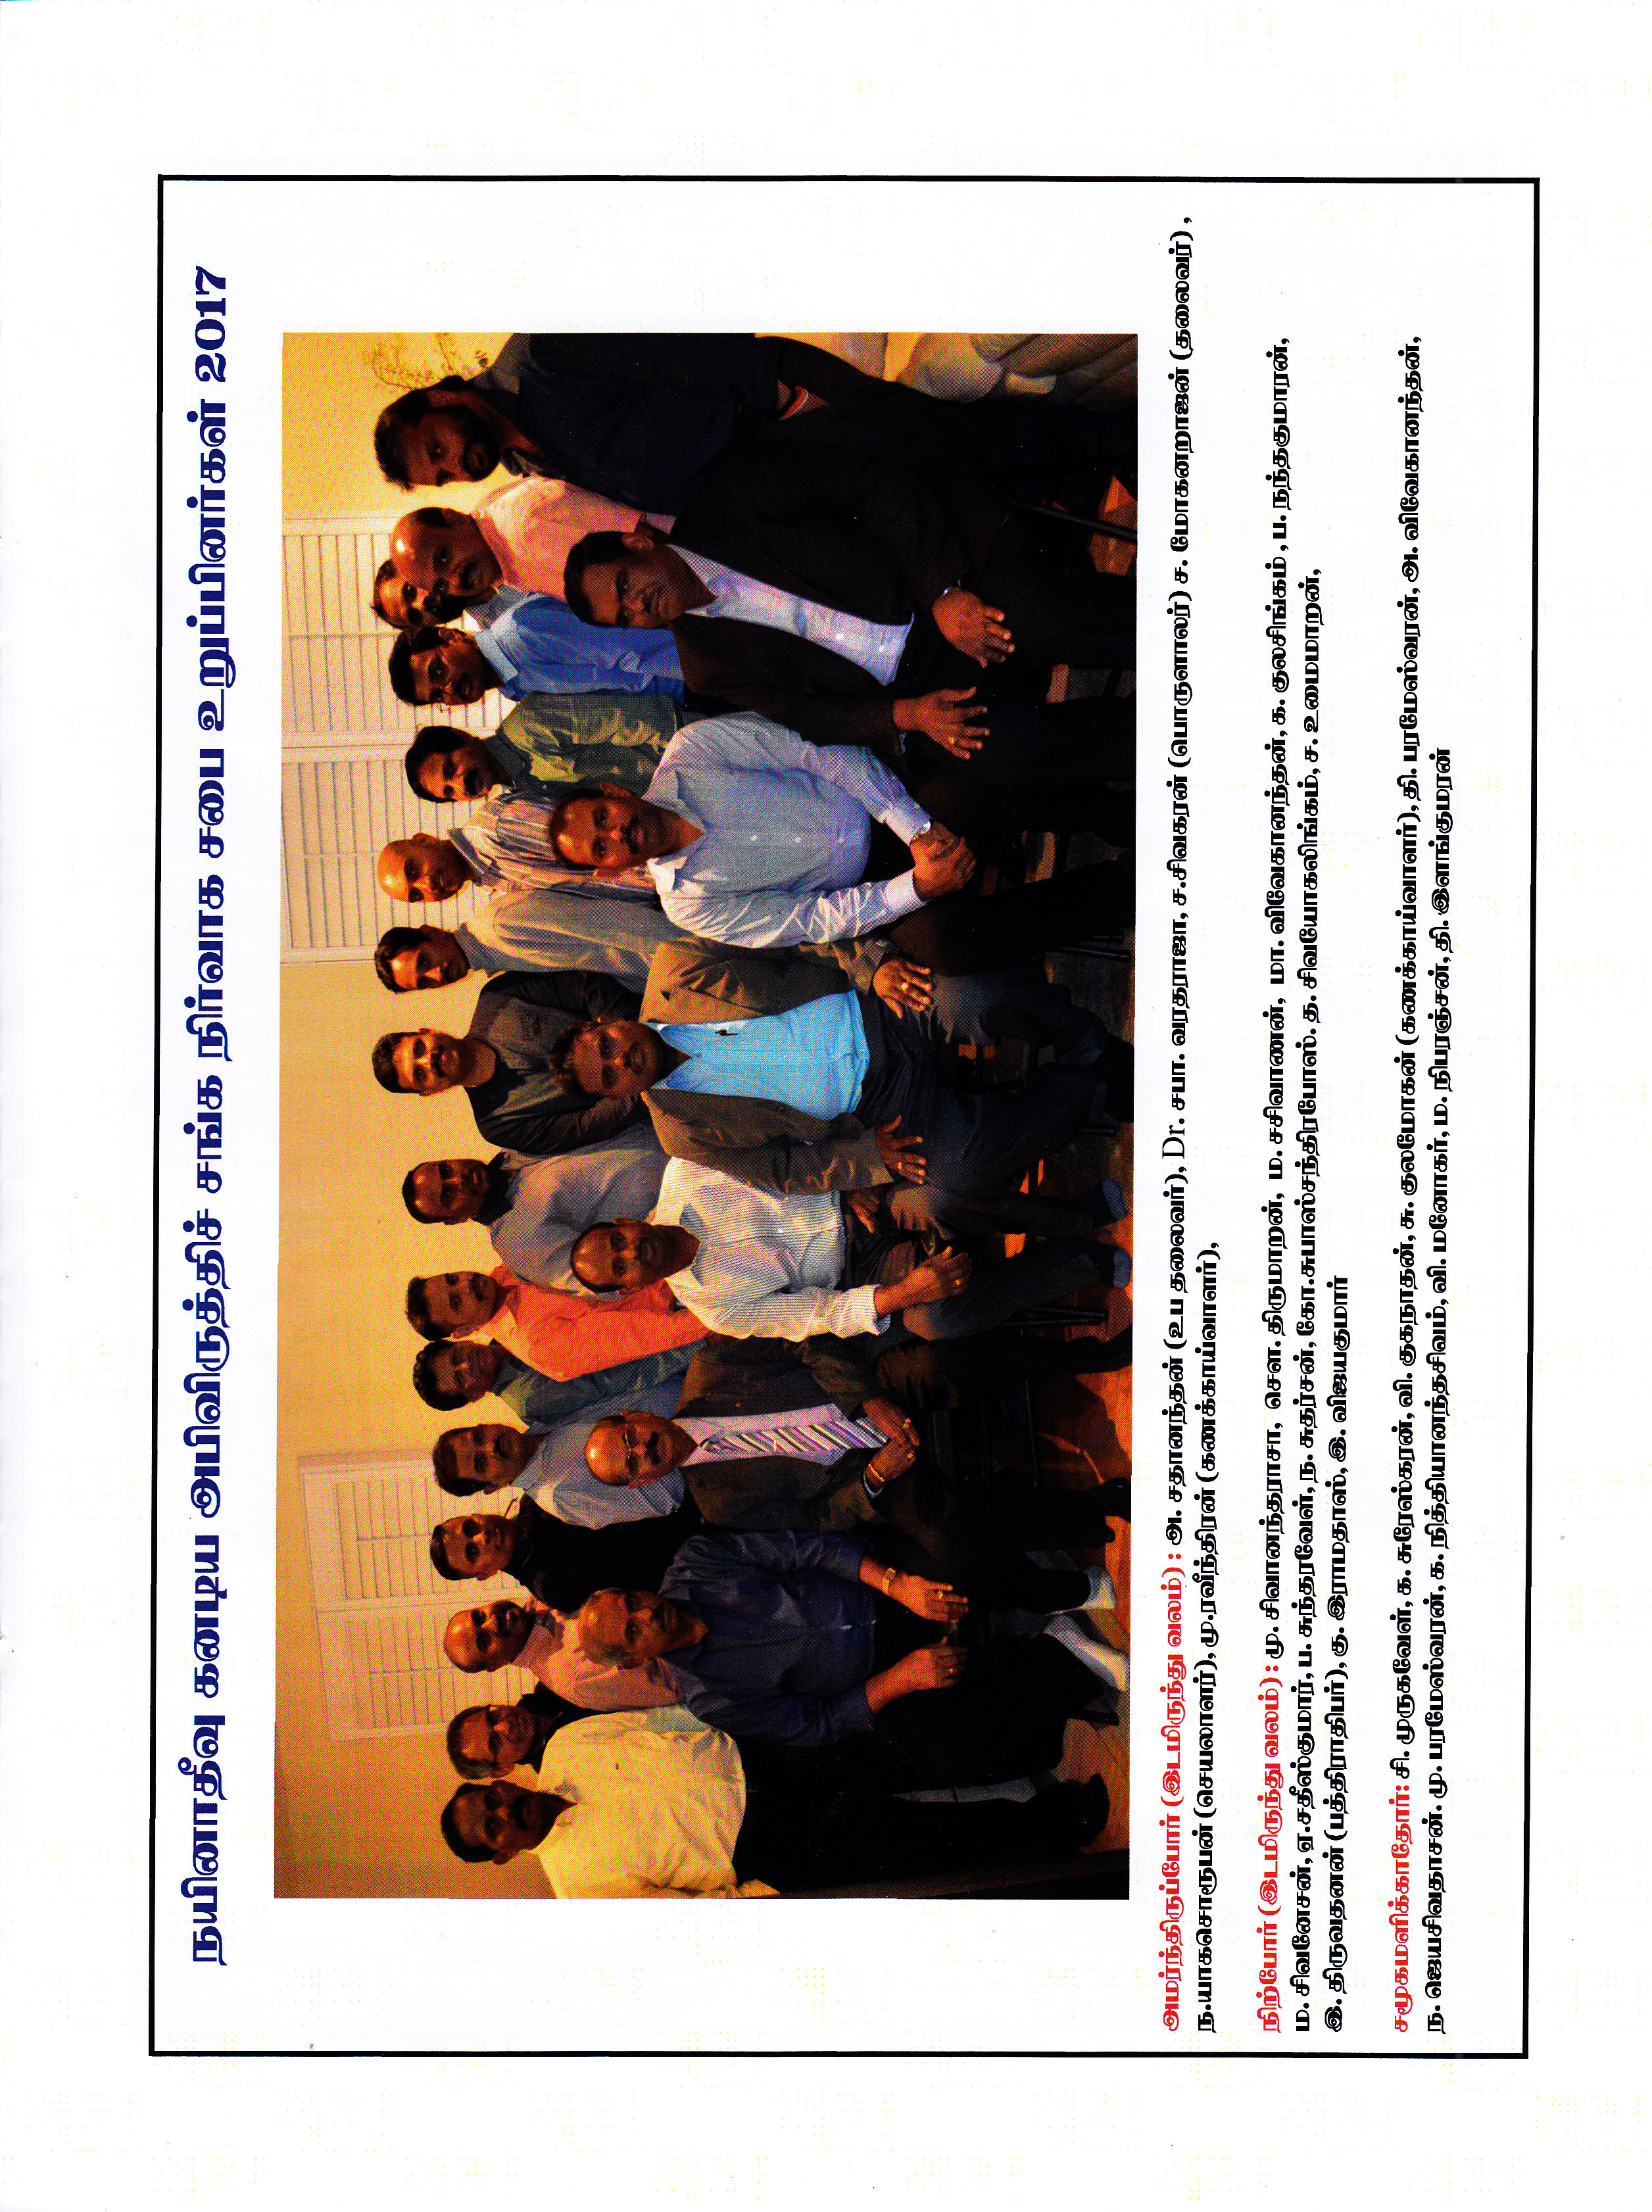 நயினாதீவு கனடிய அபிவிருத்திச் சங்க நிர்வாக சபை உறுப்பினர்கள் 2017
அமர்ந்திருப்போர் (இடமிருந்து வலம்) : அ. சதானந்தன் (உப தலைவர்), Dr. சபா. வரதராஜா, ச.சிவகரன் (பொருளாலர்) ச. மோகனறாஜன் (தலைவர்) ,
ந.யாகசொரூபன் (செயலாளர்), மு.ரவீந்திரன் (கணக்காய்வாளர்),
நிற்போர் (இடமிருந்து வலம்) : மு. சிவானந்தராசா, சௌ. திருமாறன், ம. சசிவாணன், மா. விவேகானந்தன், க. குலசிங்கம் , ப. நந்தகுமாரன்,
ம. சிவனேசன், ஏ.சதீஸ்குமார், ப. சுந்தரவேள், ந. சுதர்சன், கோ.சுபாஸ்சந்திரபோஸ். த. சிவயோகலிங்கம், ச. உமைமாறன்,
இ. திருவதனன் (பத்திராதிபர்), கு. இராமதாஸ், இ. விஜயகுமார்
சமூகமளிக்காதோர்: சி. முருகவேள், க. சுரேஸ்கரன், வி. குகநாதன், சு. குலமோகன் (கணக்காய்வாளர்), தி. பரமேஸ்வரன், அ. விவேகானந்தன்,
ந. ஜெயசிவதாசன். மு. பரமேஸ்வரன், க. நித்தியானந்தசிவம், வி. மனோகர், ம. நிபரஞ்சன், தி. இளங்குமரன்